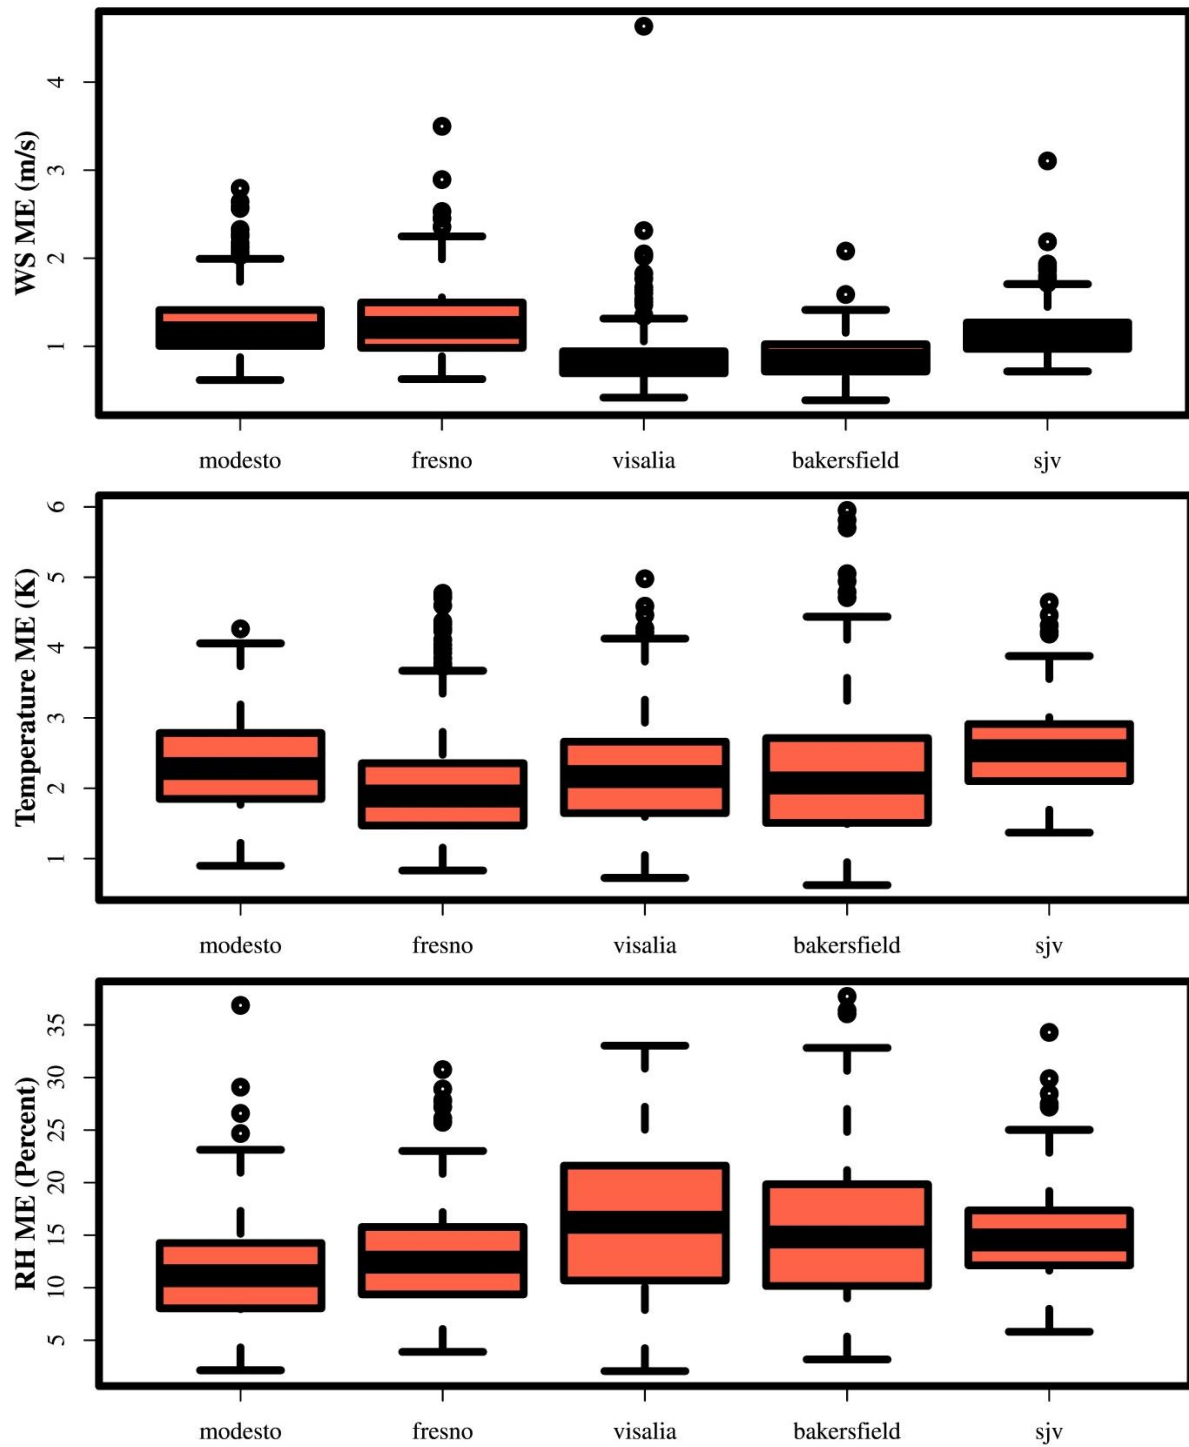 WS ME (m/s)
4
3
2
1
modesto fresno visalia bakersfield sjv
Temperature ME (K)
6
5
4
3
2
1
modesto fresno visalia bakersfield sjv
RH ME (Percent)
35
30
25
20
15
10
5
modesto fresno visalia bakersfield sjv